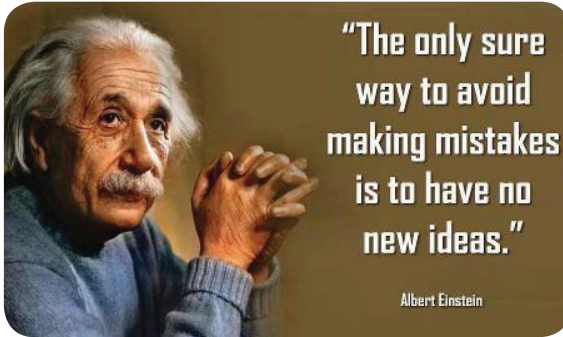 “The only sure
way to avoid
making mistakes
is to have no
new ideas.”
Albert Einstein